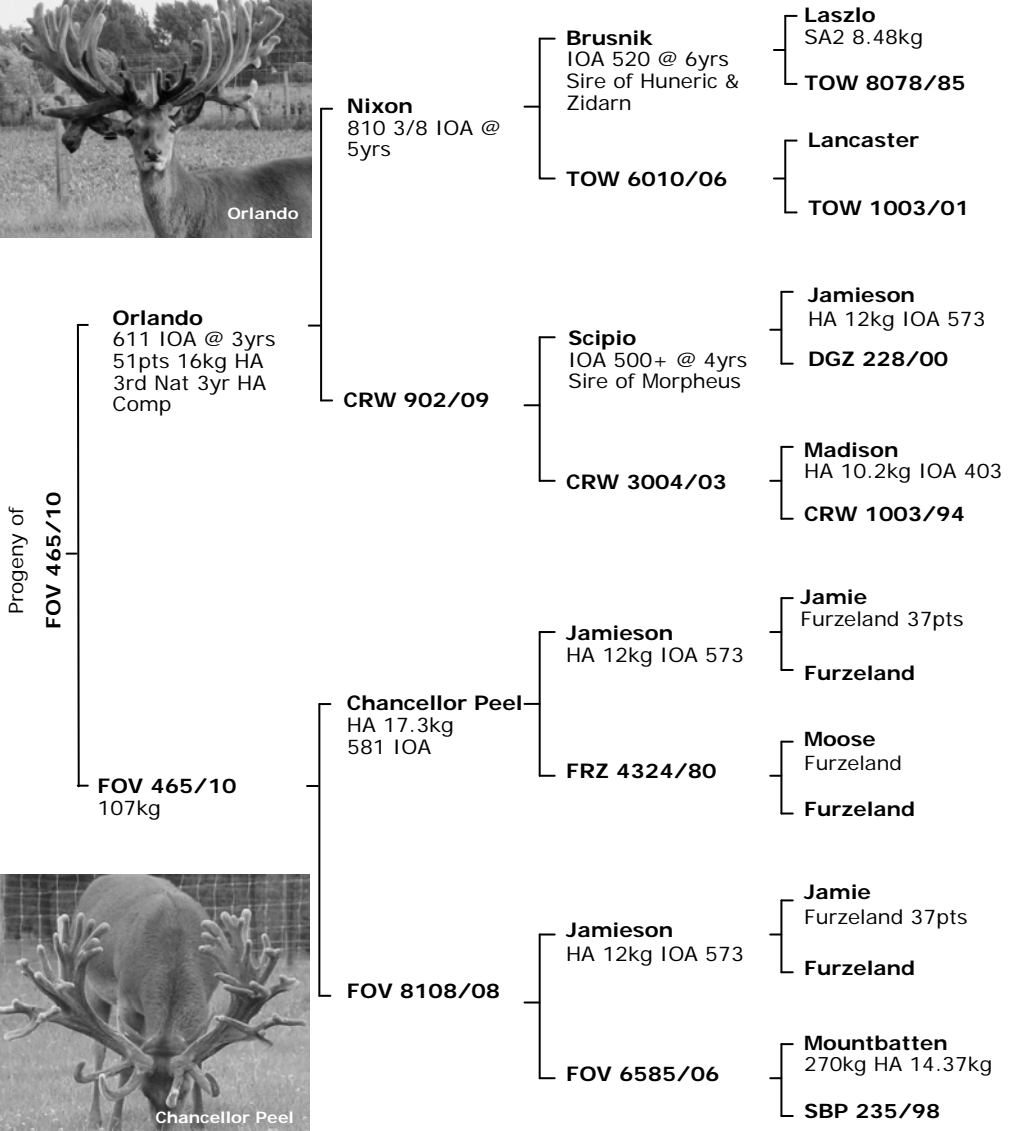 Orlando
Progeny of
FOV 465/10
Orlando
611 IOA @ 3yrs
51pts 16kg HA
3rd Nat 3yr HA
Comp
FOV 465/10
107kg
Nixon
810 3/8 IOA @
5yrs
CRW 902/09
Chancellor Peel
HA 17.3kg
581 IOA
FOV 8108/08
Brusnik
IOA 520 @ 6yrs
Sire of Huneric &
Zidarn
TOW 6010/06
Scipio
IOA 500+ @ 4yrs
Sire of Morpheus
CRW 3004/03
Jamieson
HA 12kg IOA 573
FRZ 4324/80
Jamieson
HA 12kg IOA 573
FOV 6585/06
Laszlo
SA2 8.48kg
TOW 8078/85
Lancaster
TOW 1003/01
Jamieson
HA 12kg IOA 573
DGZ 228/00
Madison
HA 10.2kg IOA 403
CRW 1003/94
Jamie
Furzeland 37pts
Furzeland
Moose
Furzeland
Furzeland
Jamie
Furzeland 37pts
Furzeland
Mountbatten
270kg HA 14.37kg
SBP 235/98
Chancellor Peel